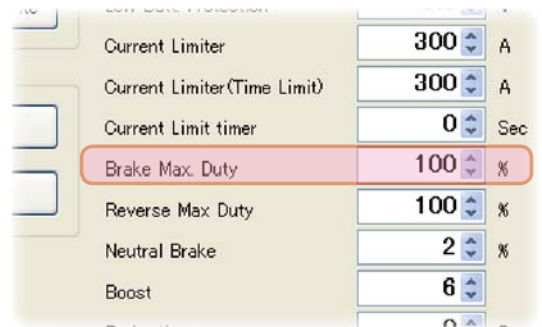 Current Limiter 300 A
Current Limiter(Time Limit) 300 A
Current Limit timer 0 Sec
Brake Max. Duty 100 %
Reverse Max Duty 100 %
Neutral Brake 2 %
Boost 6